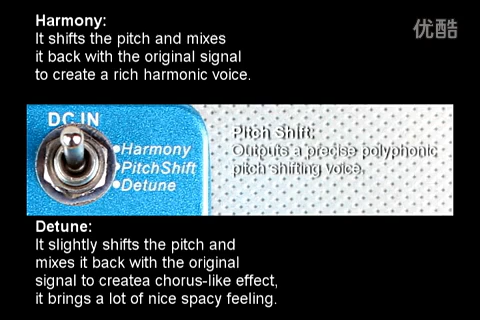 Harmony:
It shifts the pitch and mixes
it back with the original signal
to create a rich harmonic voice.
优酷
DC IN
Harmony
PitchShift
Detune
Pitch Shift:
Outputs a precise polyphonic
pitch shifting voice.
Detune:
It slightly shifts the pitch and
mixes it back with the original
signal to createa chorus-like effect,
it brings a lot of nice spacy feeling.